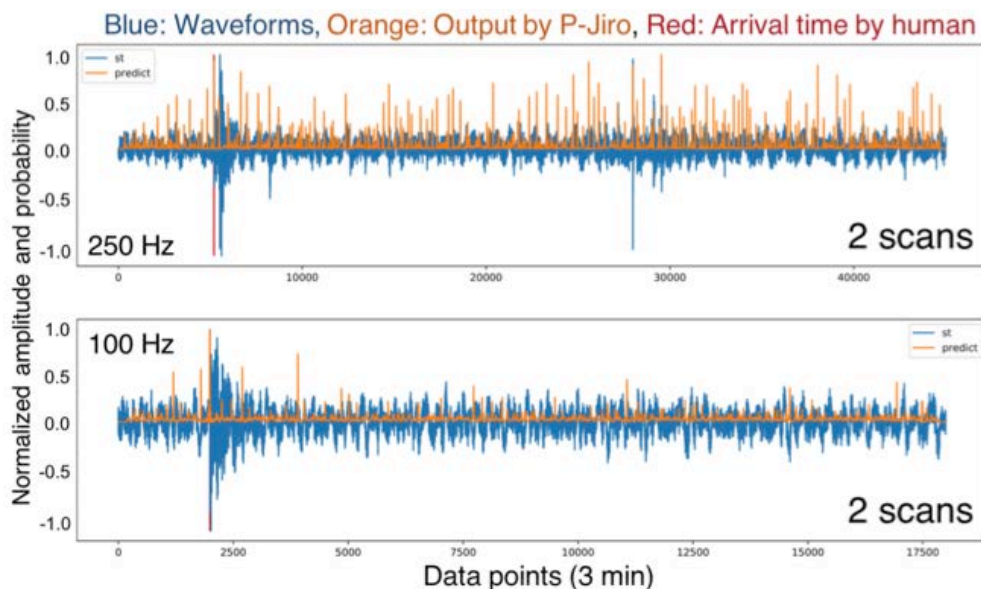 Blue: Waveforms, Orange: Output by P-Jiro, Red: Arrival time by human
Normalized amplitude and probability
st
predict
1.0
0.5
0.0
-0.5
-1.0
250 Hz
2 scans
0 10000 20000 30000 40000
100 Hz
st
predict
1.0
0.5
0.0
-0.5
-1.0
2 scans
0 2500 5000 7500 10000 12500 15000 17500
Data points (3 min)